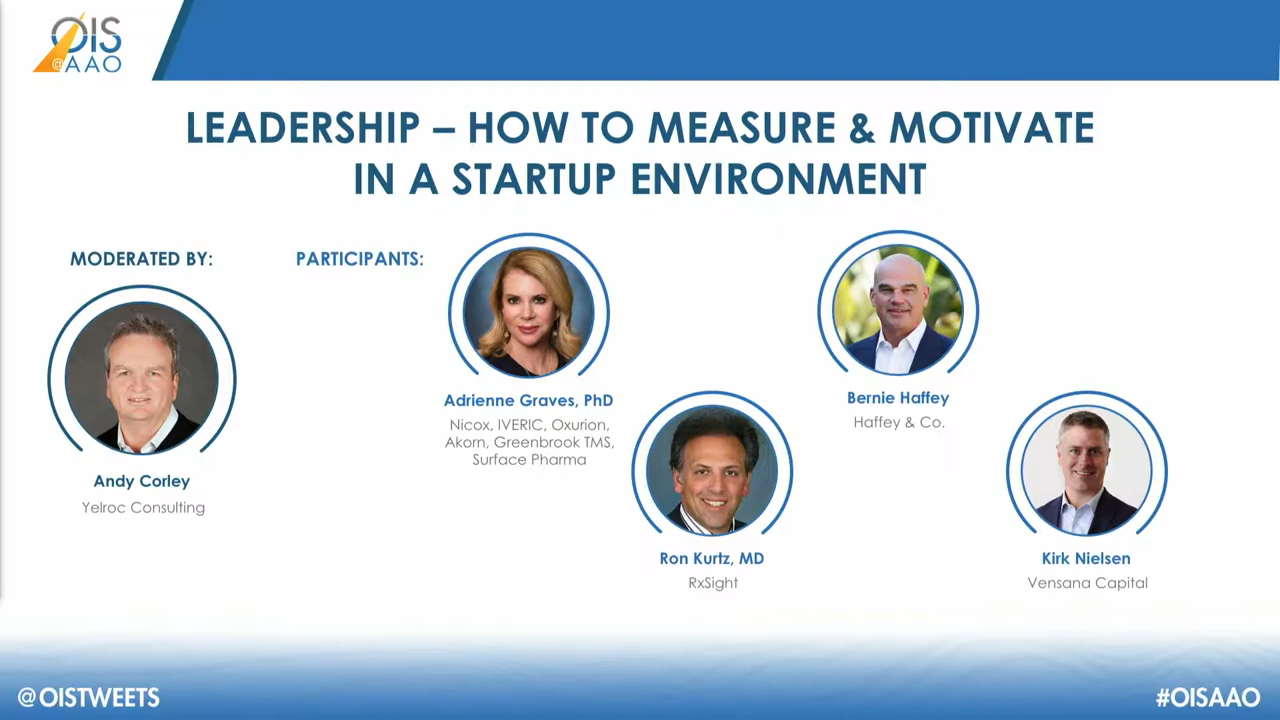 OIS
@AAO
LEADERSHIP – HOW TO MEASURE & MOTIVATE
IN A STARTUP ENVIRONMENT
MODERATED BY:
Andy Corley
Yelroc Consulting
PARTICIPANTS:
Adrienne Graves, PhD
Nicox, IVERIC, Oxurion,
Akorn, Greenbrook TMS,
Surface Pharma
Ron Kurtz, MD
RxSight
Bernie Haffey
Haffey & Co.
Kirk Nielsen
Vensana Capital
@OISTWEETS
#OISAAO